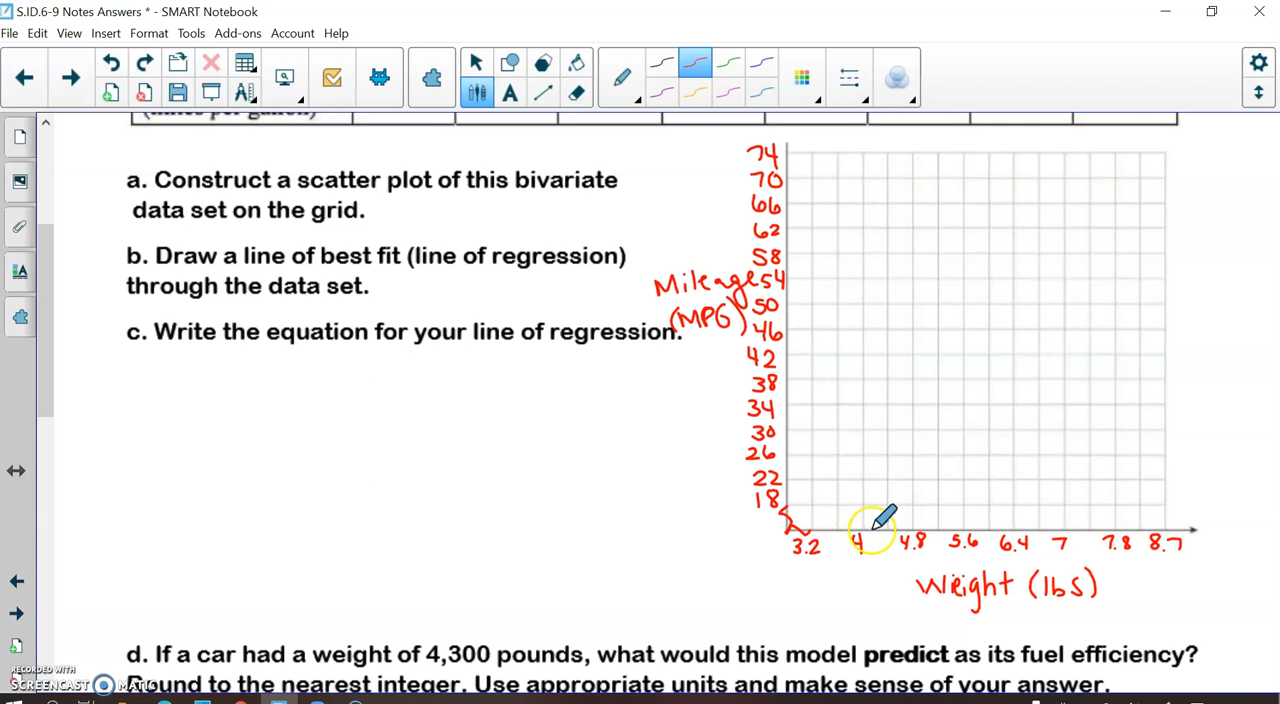 S.ID.6-9 Notes Answers * - SMART Notebook
File Edit View Insert Format Tools Add-ons Account Help
a. Construct a scatter plot of this bivariate
data set on the grid.
b. Draw a line of best fit (line of regression)
through the data set.
c. Write the equation for your line of regression.
74
70
66
62
58
Mileage 54
50
(MPG) 46
42
38
34
30
26
22
18
3.2 4 4.8 5.6 6.4 7 7.8 8.7
Weight (lbs)
d. If a car had a weight of 4,300 pounds, what would this model predict as its fuel efficiency?
Round to the nearest integer. Use appropriate units and make sense of your answer.
RECORDED WITH
SCREENCAST MATIC